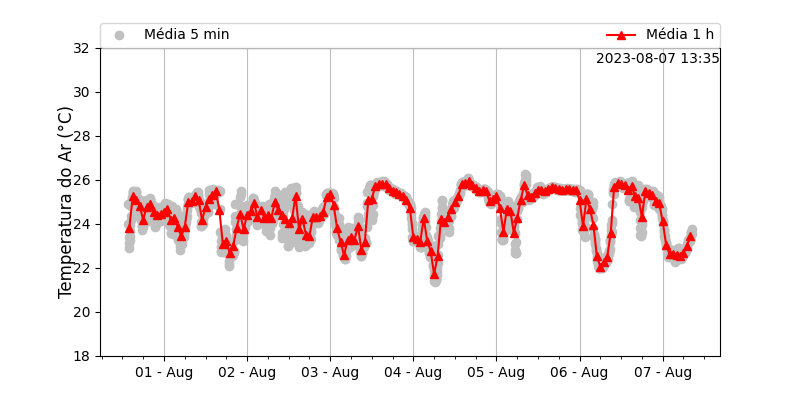 Média 5 min
Média 1 h
2023-08-07 13:35
Temperatura do Ar (°C)
32
30
28
26
24
22
20
18
01 - Aug
02 - Aug
03 - Aug
04 - Aug
05 - Aug
06 - Aug
07 - Aug